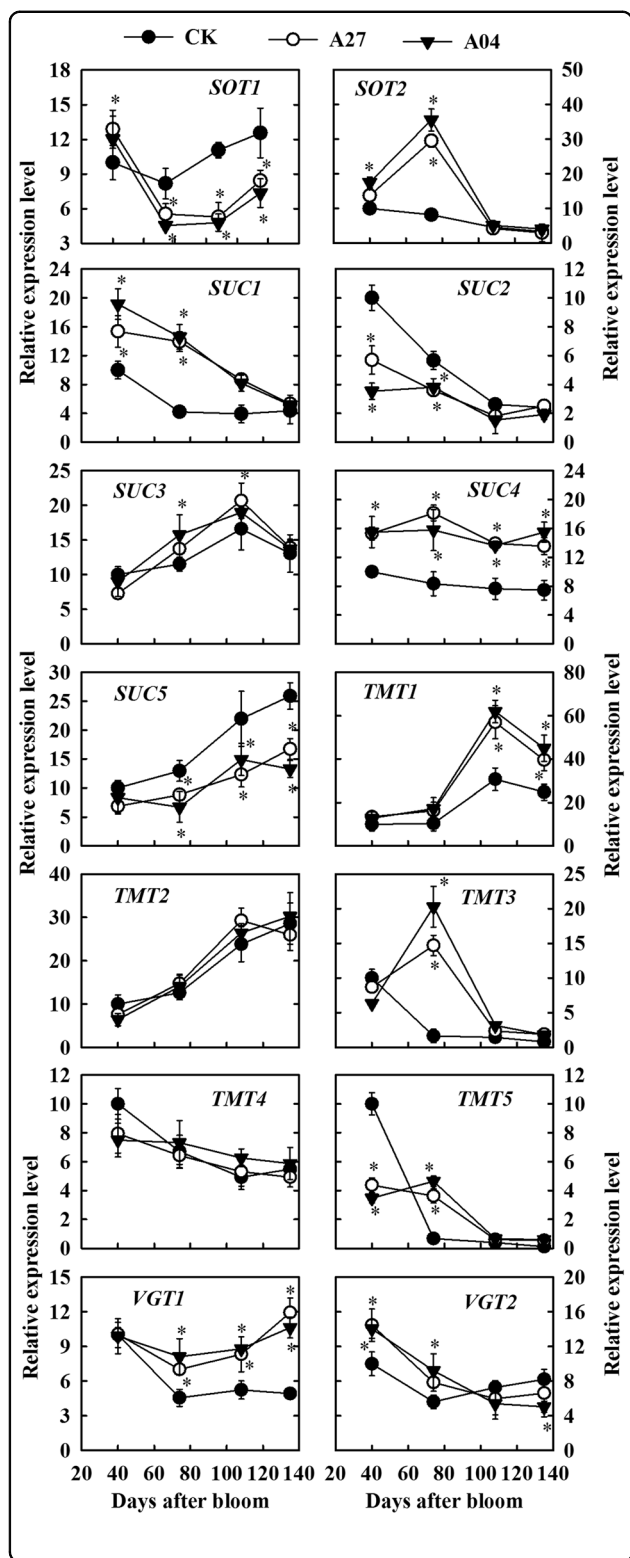 CK A27 A04
SOT1
18
15
12
9
6
3
* * * * * * *
SOT2
50
40
30
20
10
0
* * *
Relative expression level
SUC1
24
20
16
12
8
4
0
* * * *
SUC2
12
10
8
6
4
2
0
* * * *
Relative expression level
SUC3
25
20
15
10
5
0
* *
SUC4
24
20
16
12
8
4
0
* * * * * * *
SUC5
30
25
20
15
10
5
0
* * * * * *
Relative expression level
TMT1
80
60
40
20
0
* * * *
Relative expression level
TMT2
40
30
20
10
0
TMT3
25
20
15
10
5
0
* *
TMT4
12
10
8
6
4
2
0
Relative expression level
TMT5
12
10
8
6
4
2
0
* * * *
Relative expression level
VGT1
15
12
9
6
3
0
* * * * * *
VGT2
20
16
12
8
4
0
* * * *
20 40 60 80 100 120 140
40 60 80 100 120 140
Days after bloom Days after bloom